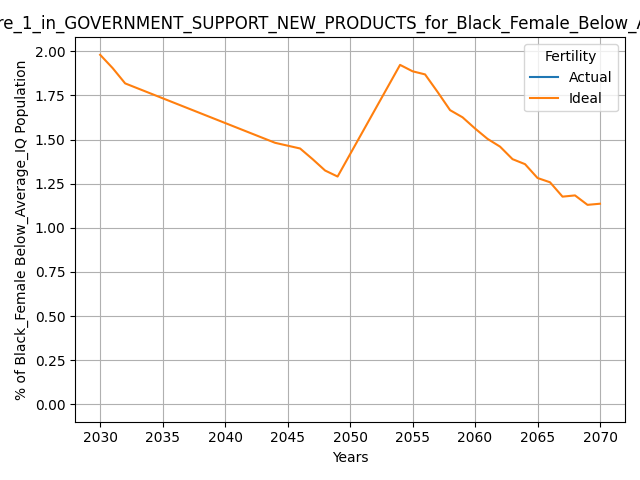 re_1_in_GOVERNMENT_SUPPORT_NEW_PRODUCTS_for_Black_Female_Below_A
Fertility
Actual
Ideal
% of Black_Female Below_Average_IQ Population
2.00
1.75
1.50
1.25
1.00
0.75
0.50
0.25
0.00
2030 2035 2040 2045 2050 2055 2060 2065 2070
Years